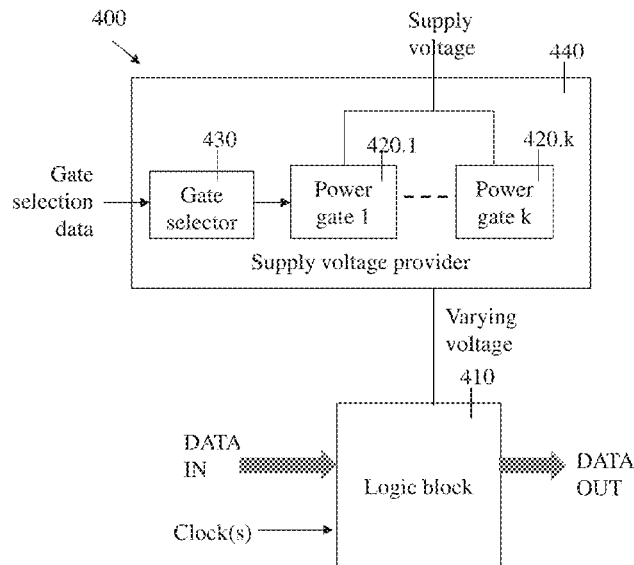 400
Supply
voltage
440
430
420.1
420.k
Gate
selection
data
Gate
selector
Power
gate 1
Power
gate k
Supply voltage provider
Varying
voltage
410
DATA
IN
Logic block
DATA
OUT
Clock(s)